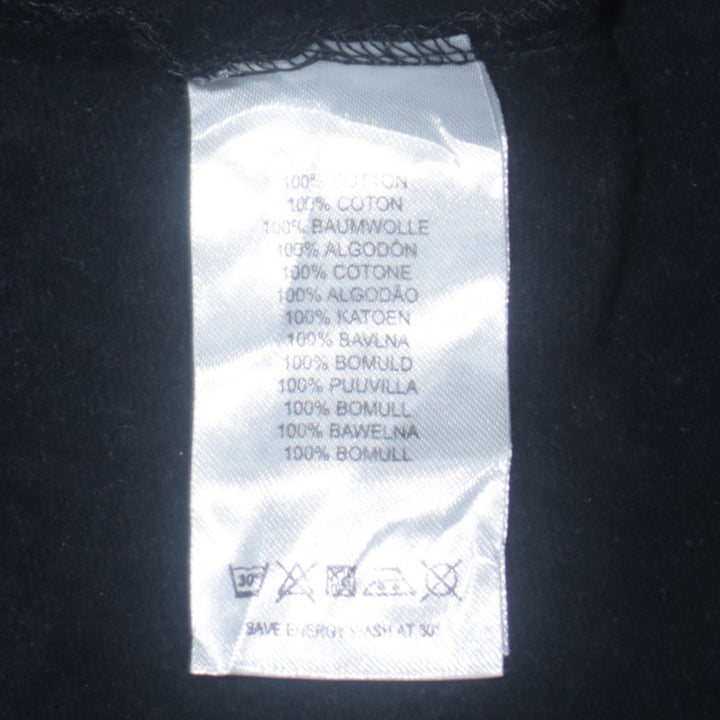 100% COTTON
100% COTON
100% BAUMWOLLE
100% ALGODÓN
100% COTONE
100% ALGODÃO
100% KATOEN
100% BAVLNA
100% BOMULD
100% PUUVILLA
100% BOMULL
100% BAWELNA
100% BOMULL
30°
SAVE ENERGY WASH AT 30°